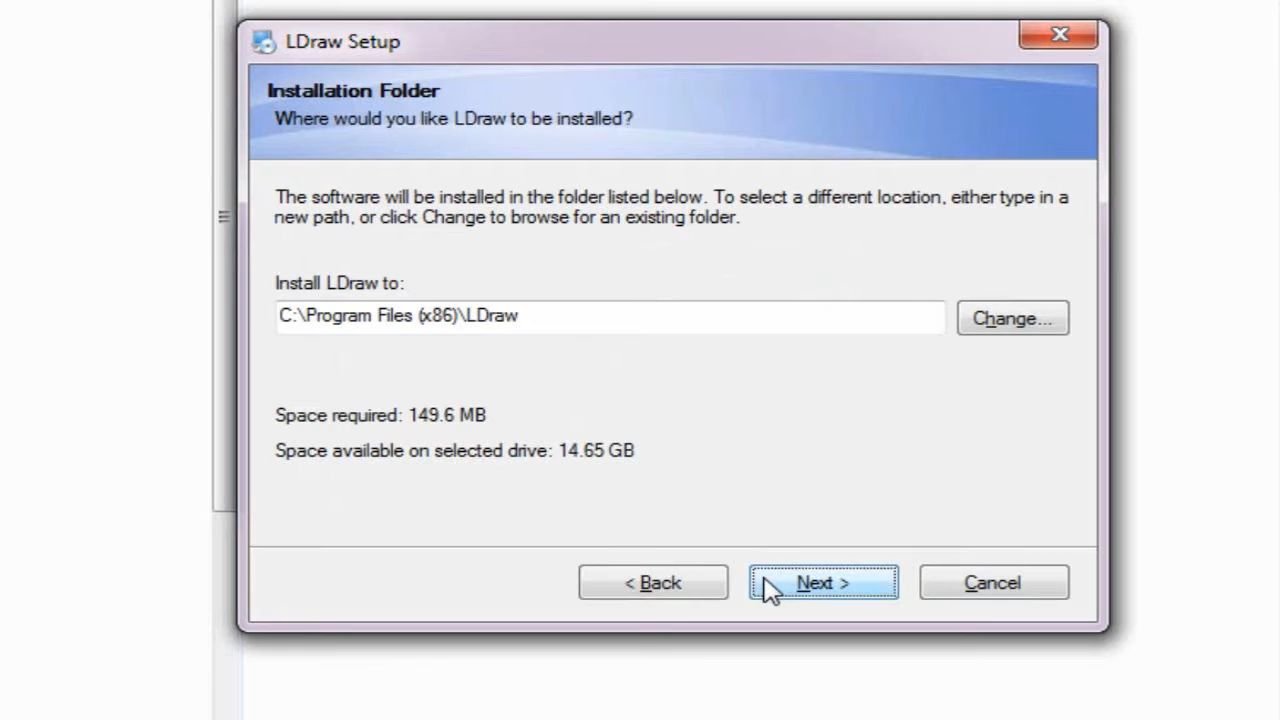 LDraw Setup
Installation Folder
Where would you like LDraw to be installed?
The software will be installed in the folder listed below. To select a different location, either type in a
new path, or click Change to browse for an existing folder.
Install LDraw to:
C:\Program Files (x86)\LDraw
Change...
Space required: 149.6 MB
Space available on selected drive: 14.65 GB
< Back
Next >
Cancel